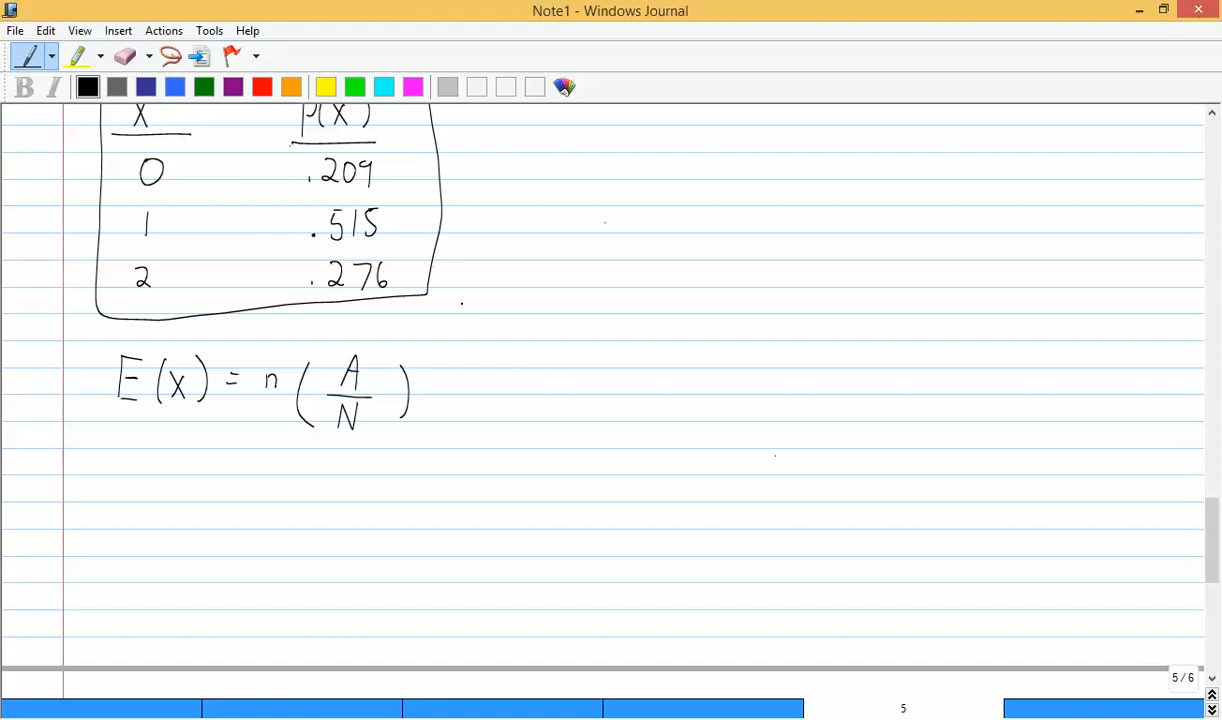 Note1 - Windows Journal
File Edit View Insert Actions Tools Help
B I
X p(X)
0 .209
1 .515
2 .276
E(X) = n(A/N)
5 / 6
5